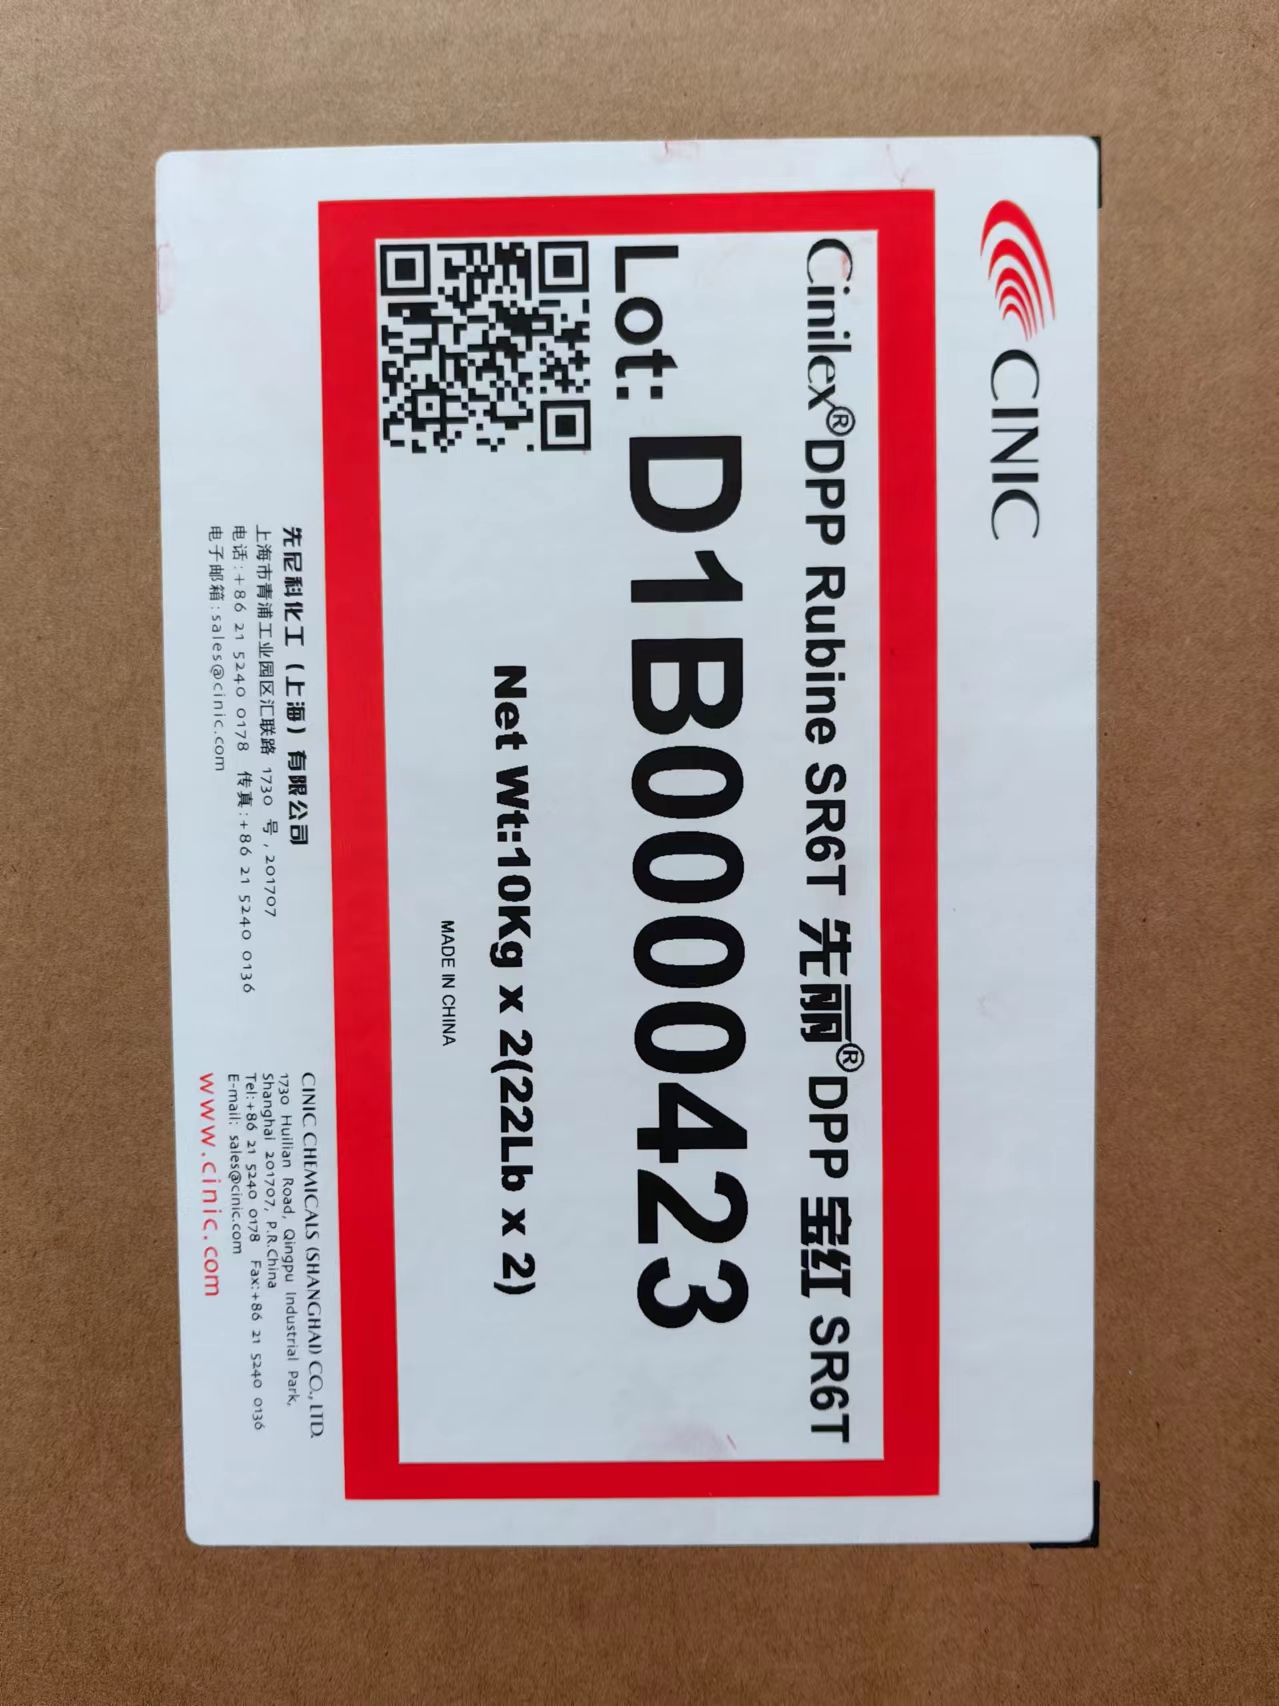 CINIC
Cinilex®DPP Rubine SR6T 先丽®DPP 宝红 SR6T
Lot: D1B0000423
Net Wt:10Kg x 2(22Lb x 2)
MADE IN CHINA
先尼科化工（上海）有限公司
上海市青浦工业园区汇联路 1730 号，201707
电话:+86 21 5240 0178 传真:+86 21 5240 0136
电子邮箱:sales@cinic.com
CINIC CHEMICALS (SHANGHAI) CO., LTD.
1730 Huilian Road, Qingpu Industrial Park,
Shanghai 201707, P.R.China
Tel:+86 21 5240 0178 Fax:+86 21 5240 0136
E-mail: sales@cinic.com
www.cinic.com